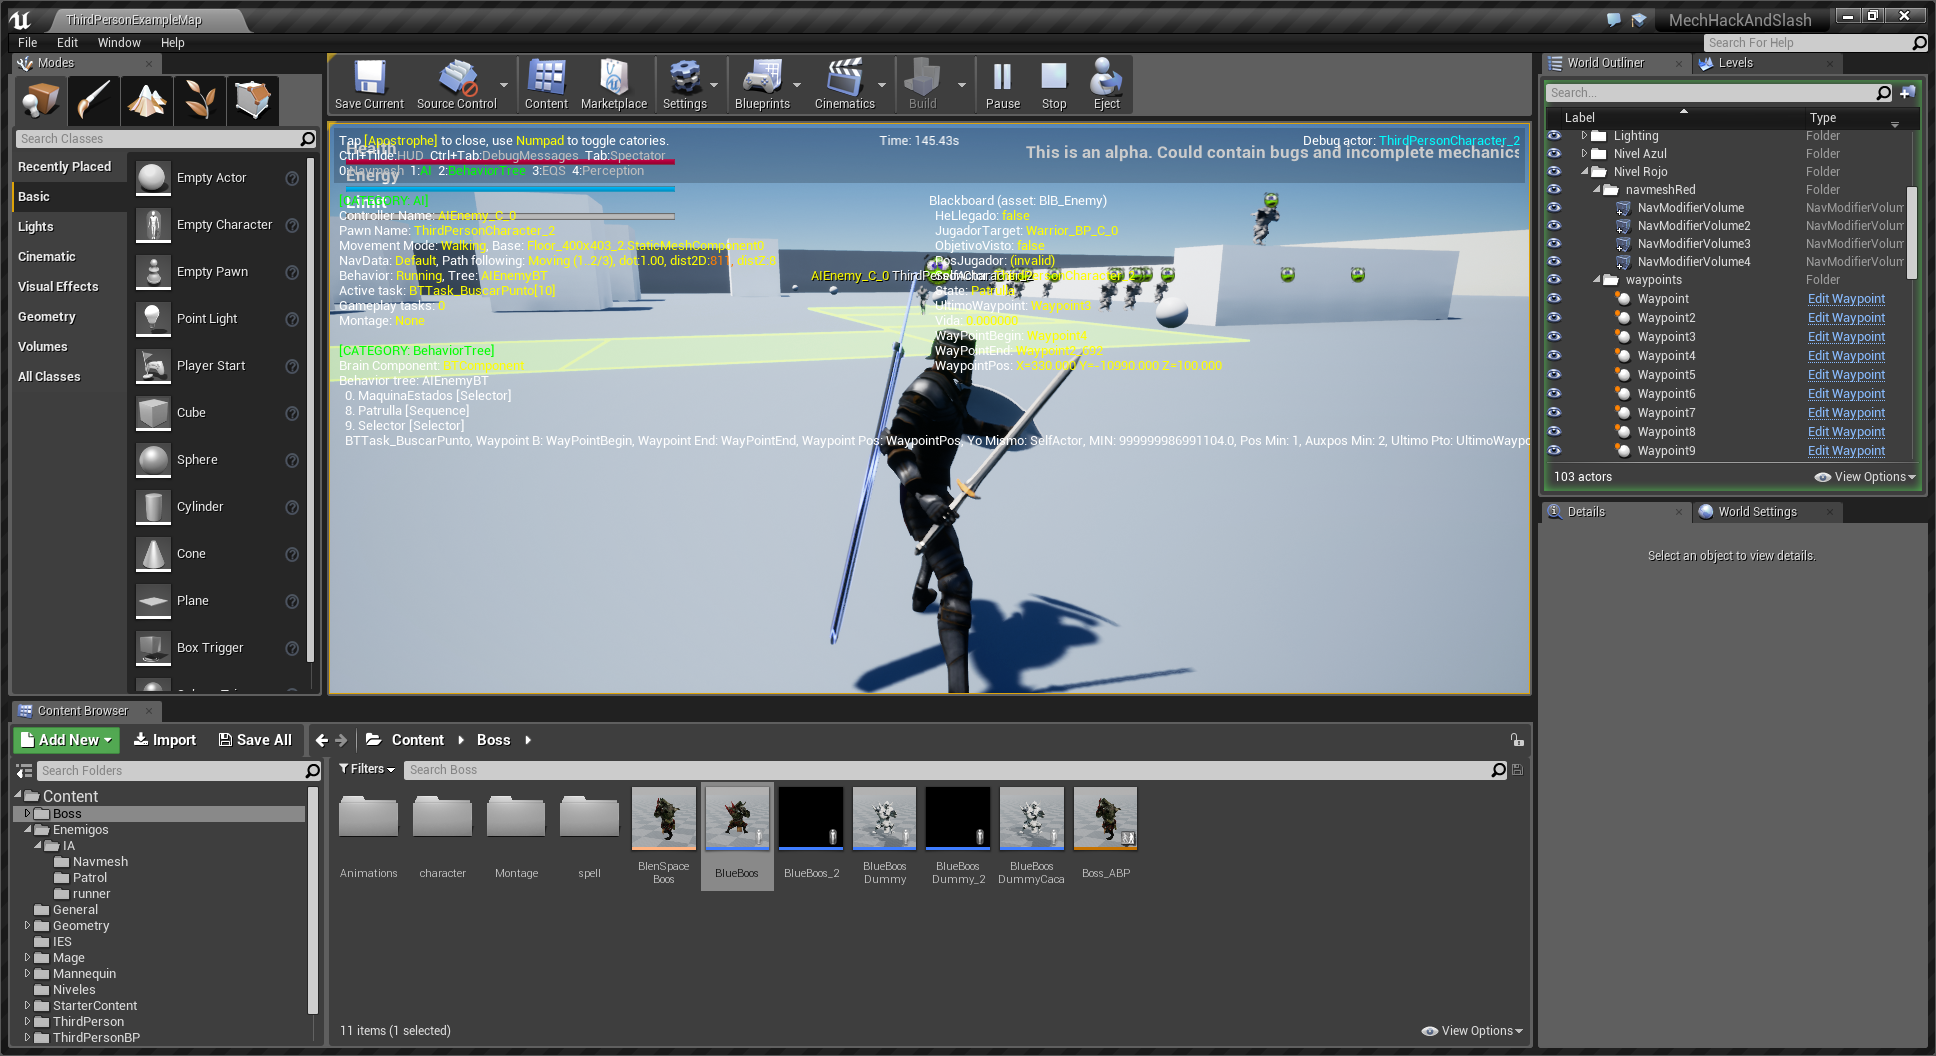 ThirdPersonExampleMap
MechHackAndSlash
File Edit Window Help
Search For Help
Modes
Search Classes
Recently Placed
Basic
Lights
Cinematic
Visual Effects
Geometry
Volumes
All Classes
Empty Actor
Empty Character
Empty Pawn
Point Light
Player Start
Cube
Sphere
Cylinder
Cone
Plane
Box Trigger
Save Current
Source Control
Content
Marketplace
Settings
Blueprints
Cinematics
Build
Pause
Stop
Eject
Tap [Apostrophe] to close, use Numpad to toggle catories.
Time: 145.43s
Debug actor: ThirdPersonCharacter_2
Ctrl+Tilde:HUD Ctrl+Tab:DebugMessages Tab:Spectator
Health
This is an alpha. Could contain bugs and incomplete mechanics
0:Navmesh 1:AI 2:BehaviorTree 3:EQS 4:Perception
Energy
Limit
[CATEGORY: AI]
Controller Name: AIEnemy_C_0
Pawn Name: ThirdPersonCharacter_2
Movement Mode: Walking, Base: Floor_400x403_2.StaticMeshComponent0
NavData: Default, Path following: Moving (1..2/3), dot:1.00, dist2D:811, distZ:8
Behavior: Running, Tree: AIEnemyBT
Active task: BTTask_BuscarPunto[10]
Gameplay tasks: 0
Montage: None
[CATEGORY: BehaviorTree]
Brain Component: BTComponent
Behavior tree: AIEnemyBT
0. MaquinaEstados [Selector]
8. Patrulla [Sequence]
9. Selector [Selector]
BTTask_BuscarPunto, Waypoint B: WayPointBegin, Waypoint End: WayPointEnd, Waypoint Pos: WaypointPos, Yo Mismo: SelfActor, MIN: 999999986991104.0, Pos Min: 1, Auxpos Min: 2, Ultimo Pto: UltimoWaypo
Blackboard (asset: BlB_Enemy)
HeLlegado: false
JugadorTarget: Warrior_BP_C_0
ObjetivoVisto: false
PosJugador: (invalid)
AIEnemy_C_0
State: Patrulla
UltimoWaypoint: Waypoint3
Vida: 0.000000
WayPointBegin: Waypoint4
WayPointEnd:
WaypointPos: X=330.000 Y=-10990.000 Z=100.000
World Outliner
Levels
Search...
Label Type
Lighting Folder
Nivel Azul Folder
Nivel Rojo Folder
navmeshRed Folder
NavModifierVolume NavModifierVolum
NavModifierVolume2 NavModifierVolum
NavModifierVolume3 NavModifierVolum
NavModifierVolume4 NavModifierVolum
waypoints Folder
Waypoint Edit Waypoint
Waypoint2 Edit Waypoint
Waypoint3 Edit Waypoint
Waypoint4 Edit Waypoint
Waypoint5 Edit Waypoint
Waypoint6 Edit Waypoint
Waypoint7 Edit Waypoint
Waypoint8 Edit Waypoint
Waypoint9 Edit Waypoint
103 actors
View Options
Details
World Settings
Select an object to view details.
Content Browser
Add New
Import
Save All
Content
Boss
Search Folders
Filters
Search Boss
Content
Boss
Enemigos
IA
Navmesh
Patrol
runner
General
Geometry
IES
Mage
Mannequin
Niveles
StarterContent
ThirdPerson
ThirdPersonBP
Animations
character
Montage
spell
BlenSpace
Boos
BlueBoos
BlueBoos_2
BlueBoos
Dummy
BlueBoos
Dummy_2
BlueBoos
DummyCaca
Boss_ABP
11 items (1 selected)
View Options